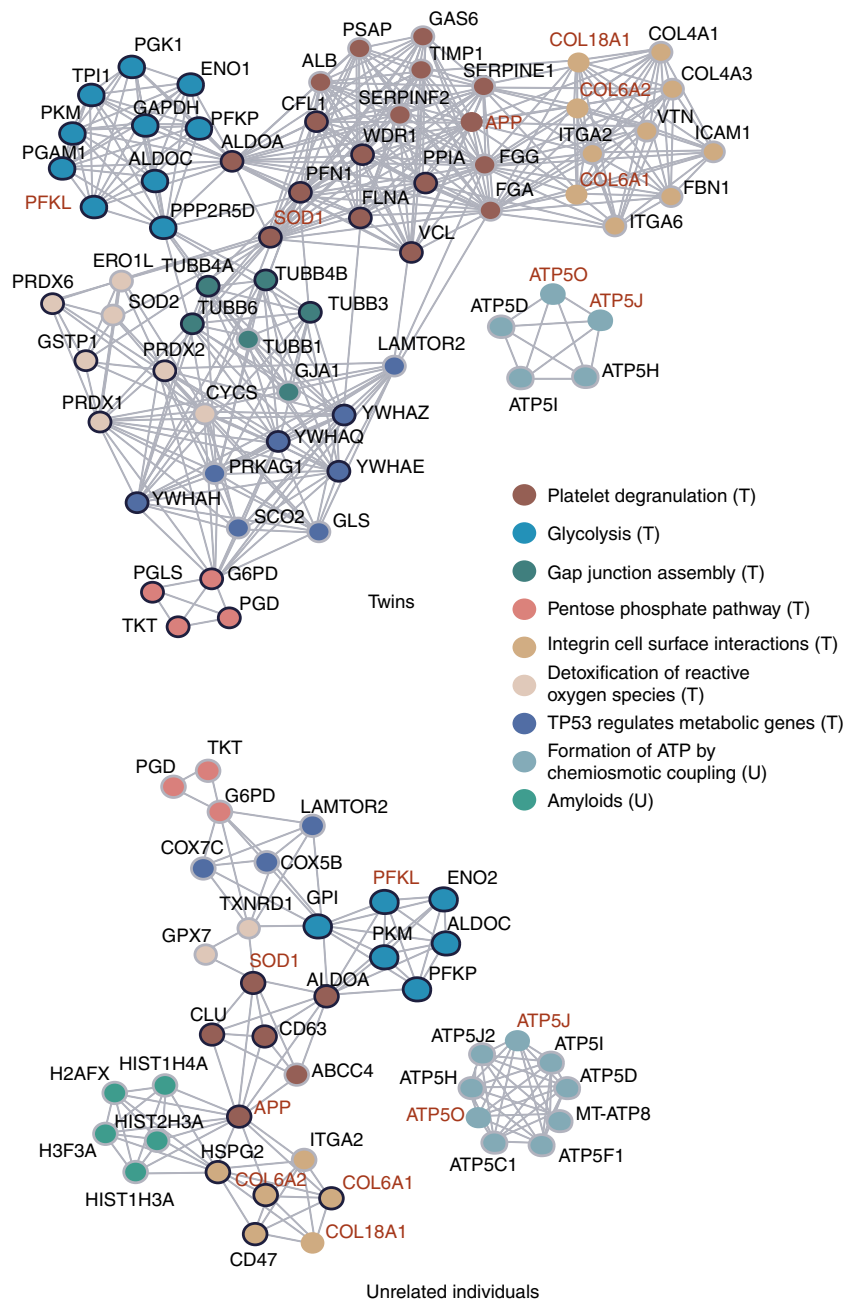 GAS6
PSAP
COL18A1
COL4A1
PGK1
ALB
TIMP1
TPI1
ENO1
SERPINE1
COL4A3
COL6A2
PKM
GAPDH
PFKP
CFL1
SERPINF2
APP
VTN
ICAM1
ALDOA
WDR1
ITGA2
PGAM1
ALDOC
PPIA
FGG
PFN1
FGA
COL6A1
FBN1
PFKL
PPP2R5D
SOD1
FLNA
ITGA6
VCL
ERO1L
TUBB4A
TUBB4B
PRDX6
SOD2
TUBB6
TUBB3
ATP5O
ATP5D
ATP5J
GSTP1
PRDX2
TUBB1
LAMTOR2
GJA1
ATP5H
PRDX1
CYCS
YWHAZ
ATP5I
YWHAQ
PRKAG1
YWHAE
YWHAH
SCO2
GLS
PGLS
G6PD
PGD
TKT
Twins
Platelet degranulation (T)
Glycolysis (T)
Gap junction assembly (T)
Pentose phosphate pathway (T)
Integrin cell surface interactions (T)
Detoxification of reactive
oxygen species (T)
TP53 regulates metabolic genes (T)
Formation of ATP by
chemiosmotic coupling (U)
Amyloids (U)
TKT
PGD
G6PD
LAMTOR2
COX7C
COX5B
PFKL
ENO2
TXNRD1
GPI
ALDOC
GPX7
PKM
SOD1
ALDOA
PFKP
CLU
CD63
ATP5J
ATP5J2
ATP5I
ABCC4
HIST1H4A
H2AFX
ATP5H
ATP5D
APP
ATP5O
MT-ATP8
HIST2H3A
H3F3A
HSPG2
ITGA2
ATP5C1
ATP5F1
COL6A2
COL6A1
HIST1H3A
COL18A1
CD47
Unrelated individuals